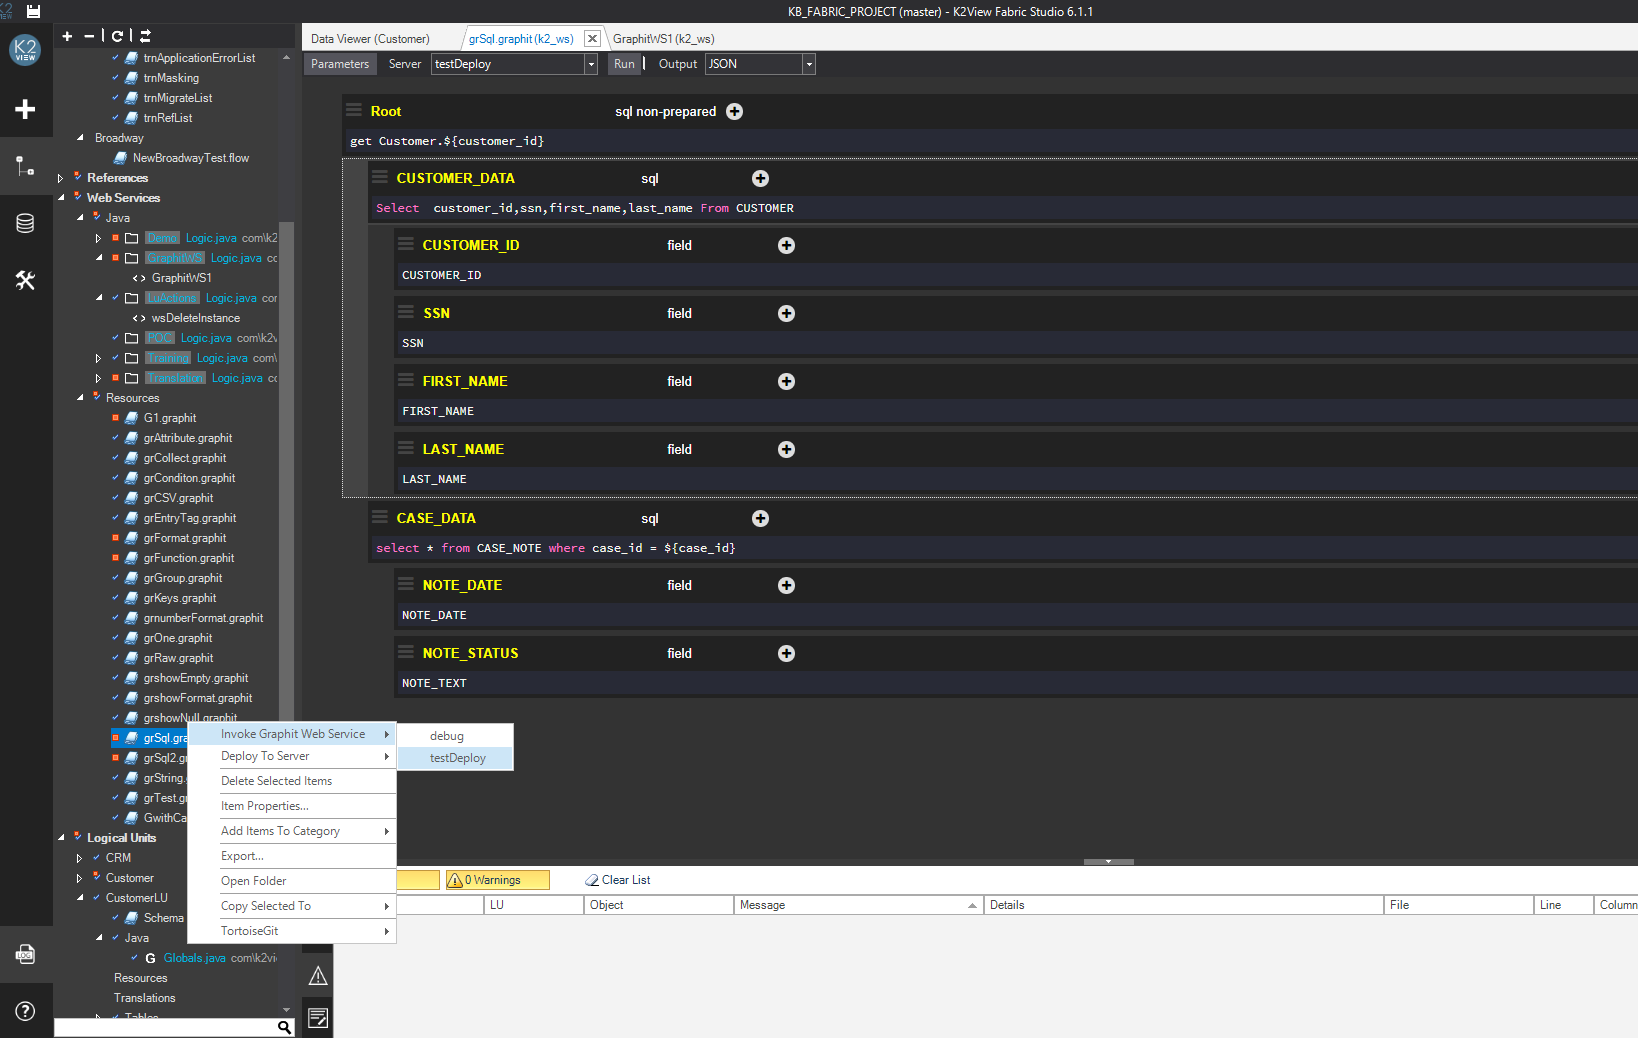 KB_FABRIC_PROJECT (master) - K2View Fabric Studio 6.1.1
K2
VIEW
Data Viewer (Customer)
grSql.graphit (k2_ws)
GraphitWS1 (k2_ws)
Parameters
Server
testDeploy
Run
Output
JSON
trnApplicationErrorList
trnMasking
trnMigrateList
trnRefList
Broadway
NewBroadwayTest.flow
References
Web Services
Java
Demo Logic.java com\k2
GraphitWS Logic.java cc
GraphitWS1
LuActions Logic.java con
wsDeleteInstance
POC Logic.java com\k2v
Training Logic.java com\
Translation Logic.java cc
Resources
G1.graphit
grAttribute.graphit
grCollect.graphit
grConditon.graphit
grCSV.graphit
grEntryTag.graphit
grFormat.graphit
grFunction.graphit
grGroup.graphit
grKeys.graphit
grnumberFormat.graphit
grOne.graphit
grRaw.graphit
grshowEmpty.graphit
grshowFormat.graphit
grshowNull.graphit
grSql.gra
grSql2.gr
grString.
grTest.gr
GwithCa
Logical Units
CRM
Customer
CustomerLU
Schema
Java
G Globals.java com\k2vi
Resources
Translations
Tables
Root
sql non-prepared
get Customer.${customer_id}
CUSTOMER_DATA
sql
Select  customer_id,ssn,first_name,last_name From CUSTOMER
CUSTOMER_ID
field
CUSTOMER_ID
SSN
field
SSN
FIRST_NAME
field
FIRST_NAME
LAST_NAME
field
LAST_NAME
CASE_DATA
sql
select * from CASE_NOTE where case_id = ${case_id}
NOTE_DATE
field
NOTE_DATE
NOTE_STATUS
field
NOTE_TEXT
Invoke Graphit Web Service
Deploy To Server
Delete Selected Items
Item Properties...
Add Items To Category
Export...
Open Folder
Copy Selected To
TortoiseGit
debug
testDeploy
0 Warnings
Clear List
LU
Object
Message
Details
File
Line
Column
LOG